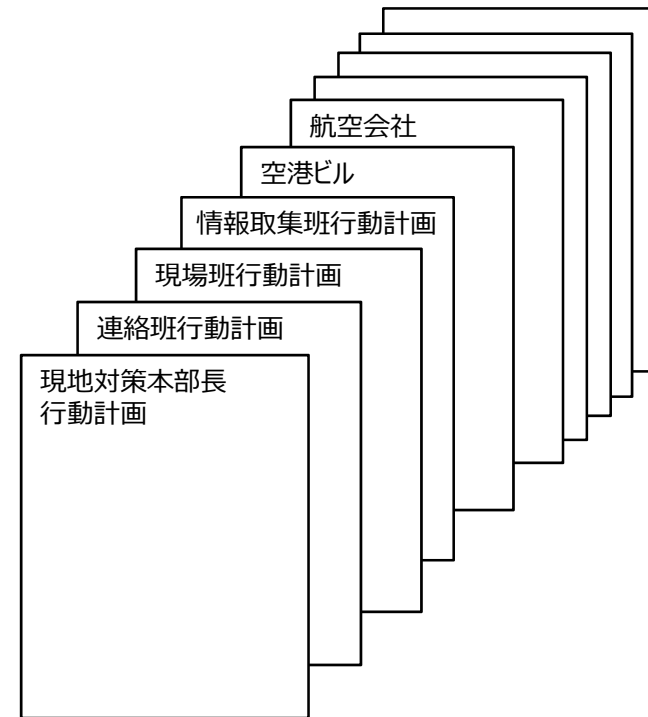 航空会社
空港ビル
情報収集班行動計画
現場班行動計画
連絡班行動計画
現地対策本部長
行動計画